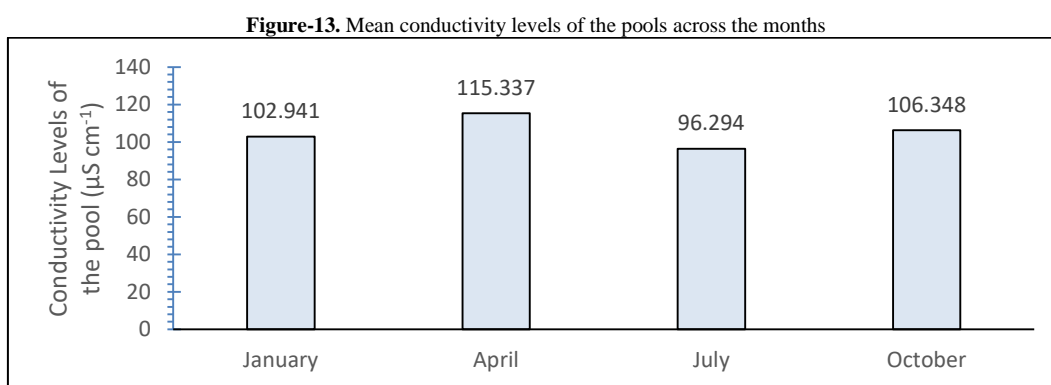 Figure-13. Mean conductivity levels of the pools across the months
Conductivity Levels of
the pool (µS cm⁻¹)
140
120
100
80
60
40
20
0
102.941
115.337
96.294
106.348
January
April
July
October